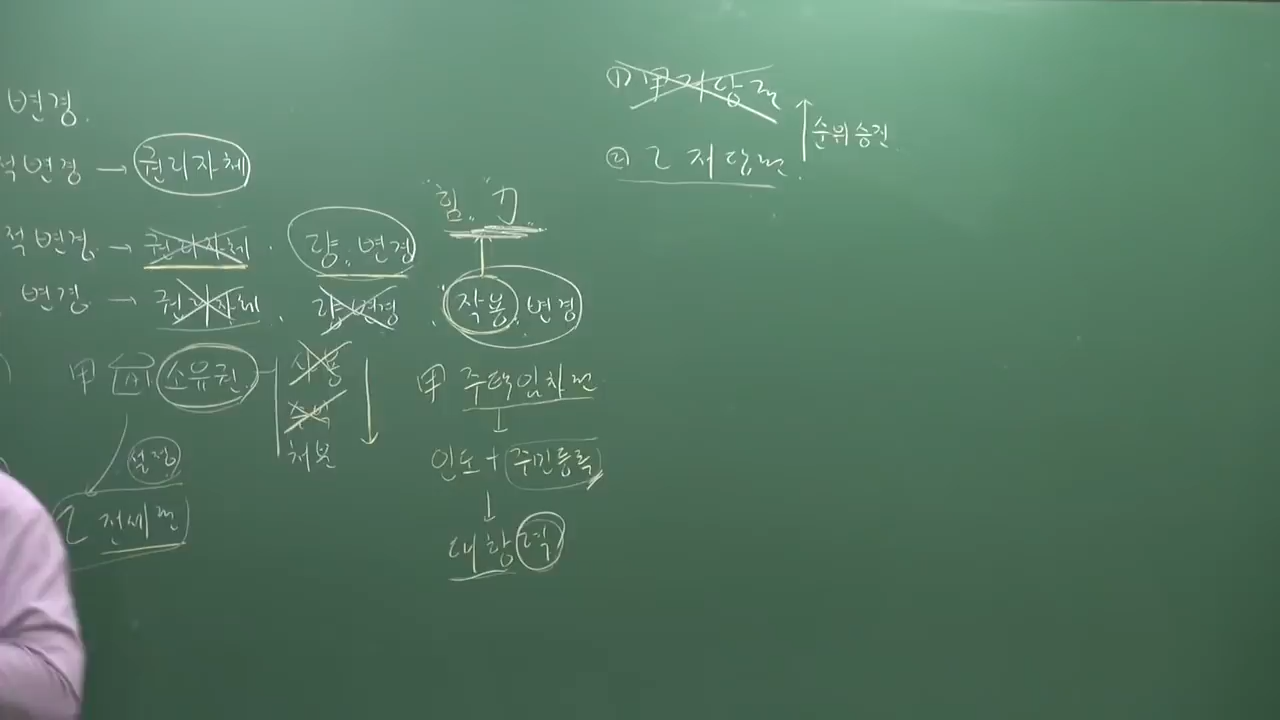 변경.
적변경 → 권리자체
적변경. → 권리자체 · 량. 변경
"힘." "力"
변경. → 권리자체 . 량변경 . 작용. 변경
甲 소유권. 사용
수익
처분
설정
乙 전세권
甲 주택임차권
↓
인도 + 주민등록
↓
대항력
① 甲 저당권
② 乙 저당권.
↑ 순위승진